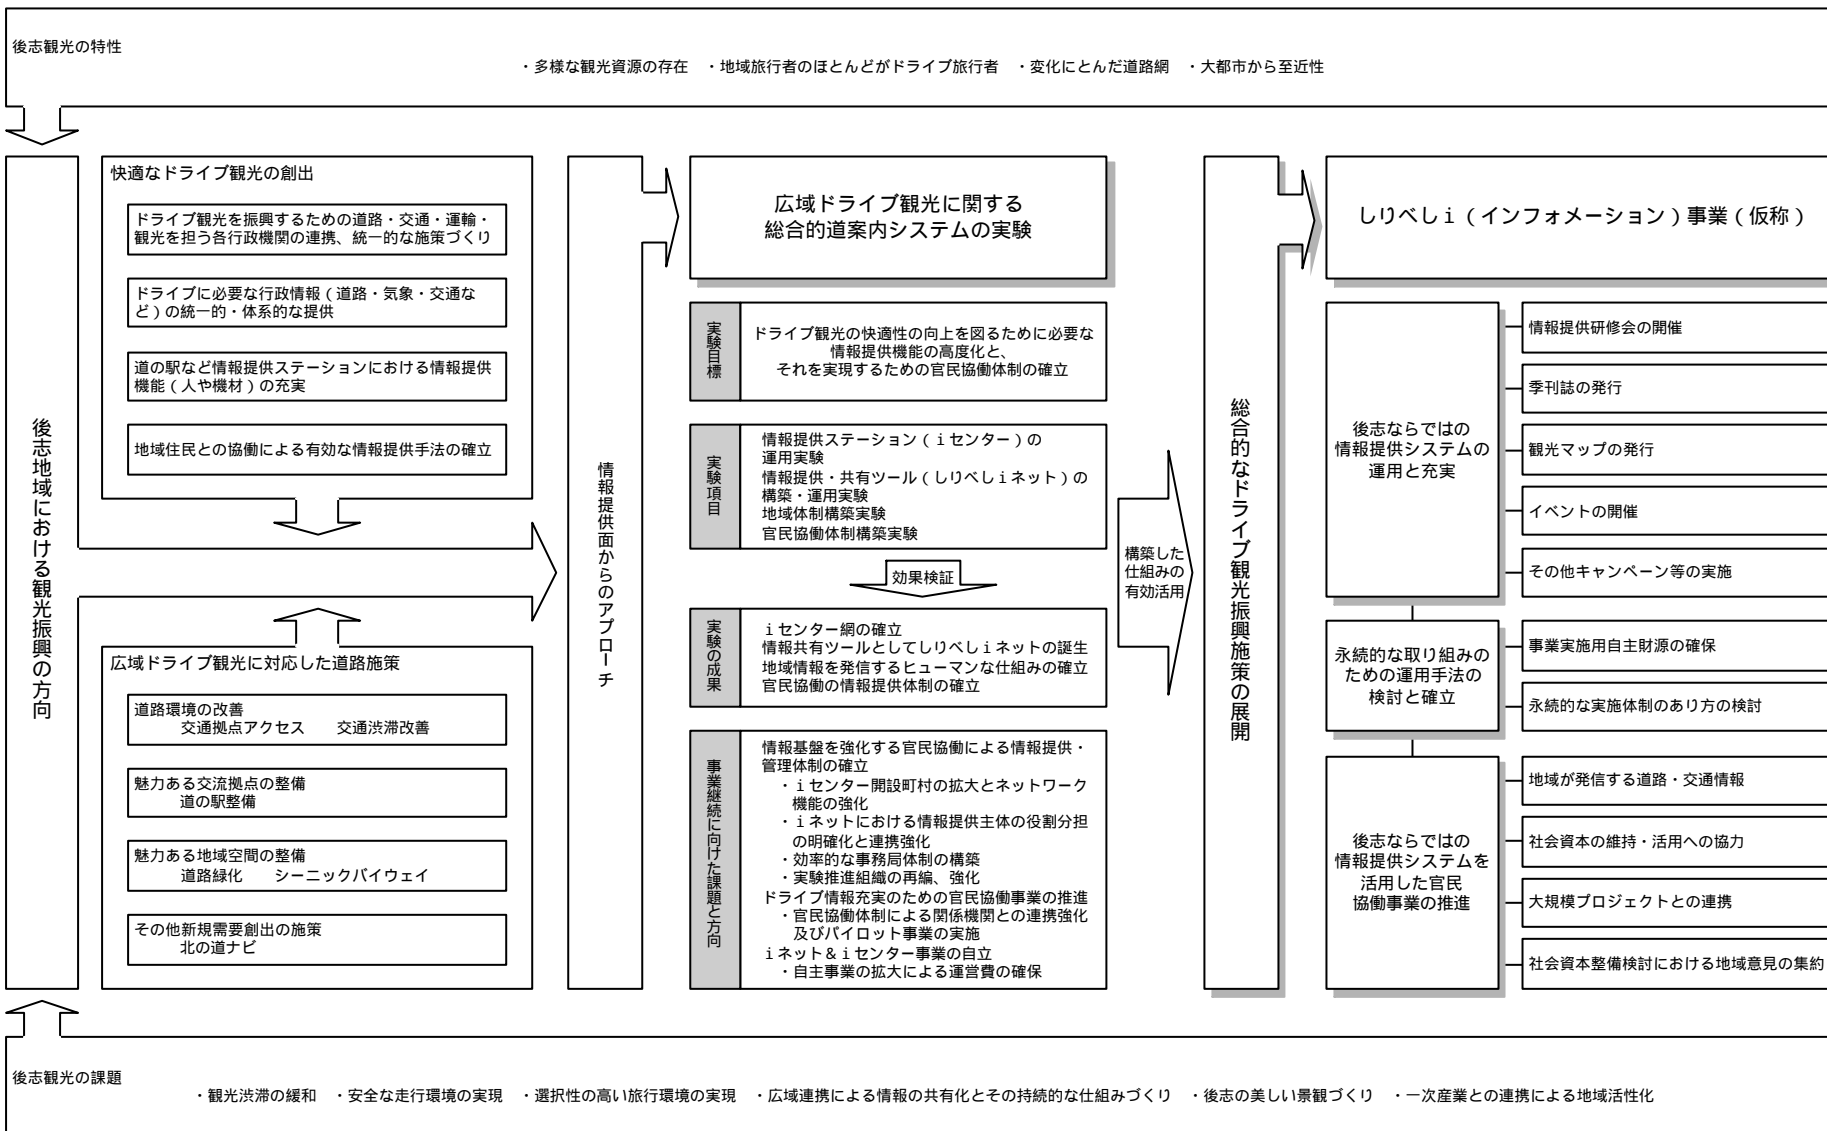 後志観光の特性
・多様な観光資源の存在　・地域旅行者のほとんどがドライブ旅行者　・変化にとんだ道路網　・大都市から至近性
後志地域における観光振興の方向
快適なドライブ観光の創出
ドライブ観光を振興するための道路・交通・運輸・
観光を担う各行政機関の連携、統一的な施策づくり
ドライブに必要な行政情報（道路・気象・交通な
ど）の統一的・体系的な提供
道の駅など情報提供ステーションにおける情報提供
機能（人や機材）の充実
地域住民との協働による有効な情報提供手法の確立
広域ドライブ観光に対応した道路施策
道路環境の改善
交通拠点アクセス　　交通渋滞改善
魅力ある交流拠点の整備
道の駅整備
魅力ある地域空間の整備
道路緑化　　シーニックバイウェイ
その他新規需要創出の施策
北の道ナビ
情報提供面からのアプローチ
広域ドライブ観光に関する
総合的道案内システムの実験
実験目標
ドライブ観光の快適性の向上を図るために必要な
情報提供機能の高度化と、
それを実現するための官民協働体制の確立
実験項目
情報提供ステーション（ｉセンター）の
運用実験
情報提供・共有ツール（しりべしｉネット）の
構築・運用実験
地域体制構築実験
官民協働体制構築実験
効果検証
実験の成果
ｉセンター網の確立
情報共有ツールとしてしりべしｉネットの誕生
地域情報を発信するヒューマンな仕組みの確立
官民協働の情報提供体制の確立
事業継続に向けた課題と方向
情報基盤を強化する官民協働による情報提供・
管理体制の確立
・ｉセンター開設町村の拡大とネットワーク
機能の強化
・ｉネットにおける情報提供主体の役割分担
の明確化と連携強化
・効率的な事務局体制の構築
・実験推進組織の再編、強化
ドライブ情報充実のための官民協働事業の推進
・官民協働体制による関係機関との連携強化
及びパイロット事業の実施
ｉネット＆ｉセンター事業の自立
・自主事業の拡大による運営費の確保
構築した
仕組みの
有効活用
総合的なドライブ観光振興施策の展開
しりべしｉ（インフォメーション）事業（仮称）
後志ならではの
情報提供システムの
運用と充実
情報提供研修会の開催
季刊誌の発行
観光マップの発行
イベントの開催
その他キャンペーン等の実施
永続的な取り組みの
ための運用手法の
検討と確立
事業実施用自主財源の確保
永続的な実施体制のあり方の検討
後志ならではの
情報提供システムを
活用した官民
協働事業の推進
地域が発信する道路・交通情報
社会資本の維持・活用への協力
大規模プロジェクトとの連携
社会資本整備検討における地域意見の集約
後志観光の課題
・観光渋滞の緩和　・安全な走行環境の実現　・選択性の高い旅行環境の実現　・広域連携による情報の共有化とその持続的な仕組みづくり　・後志の美しい景観づくり　・一次産業との連携による地域活性化